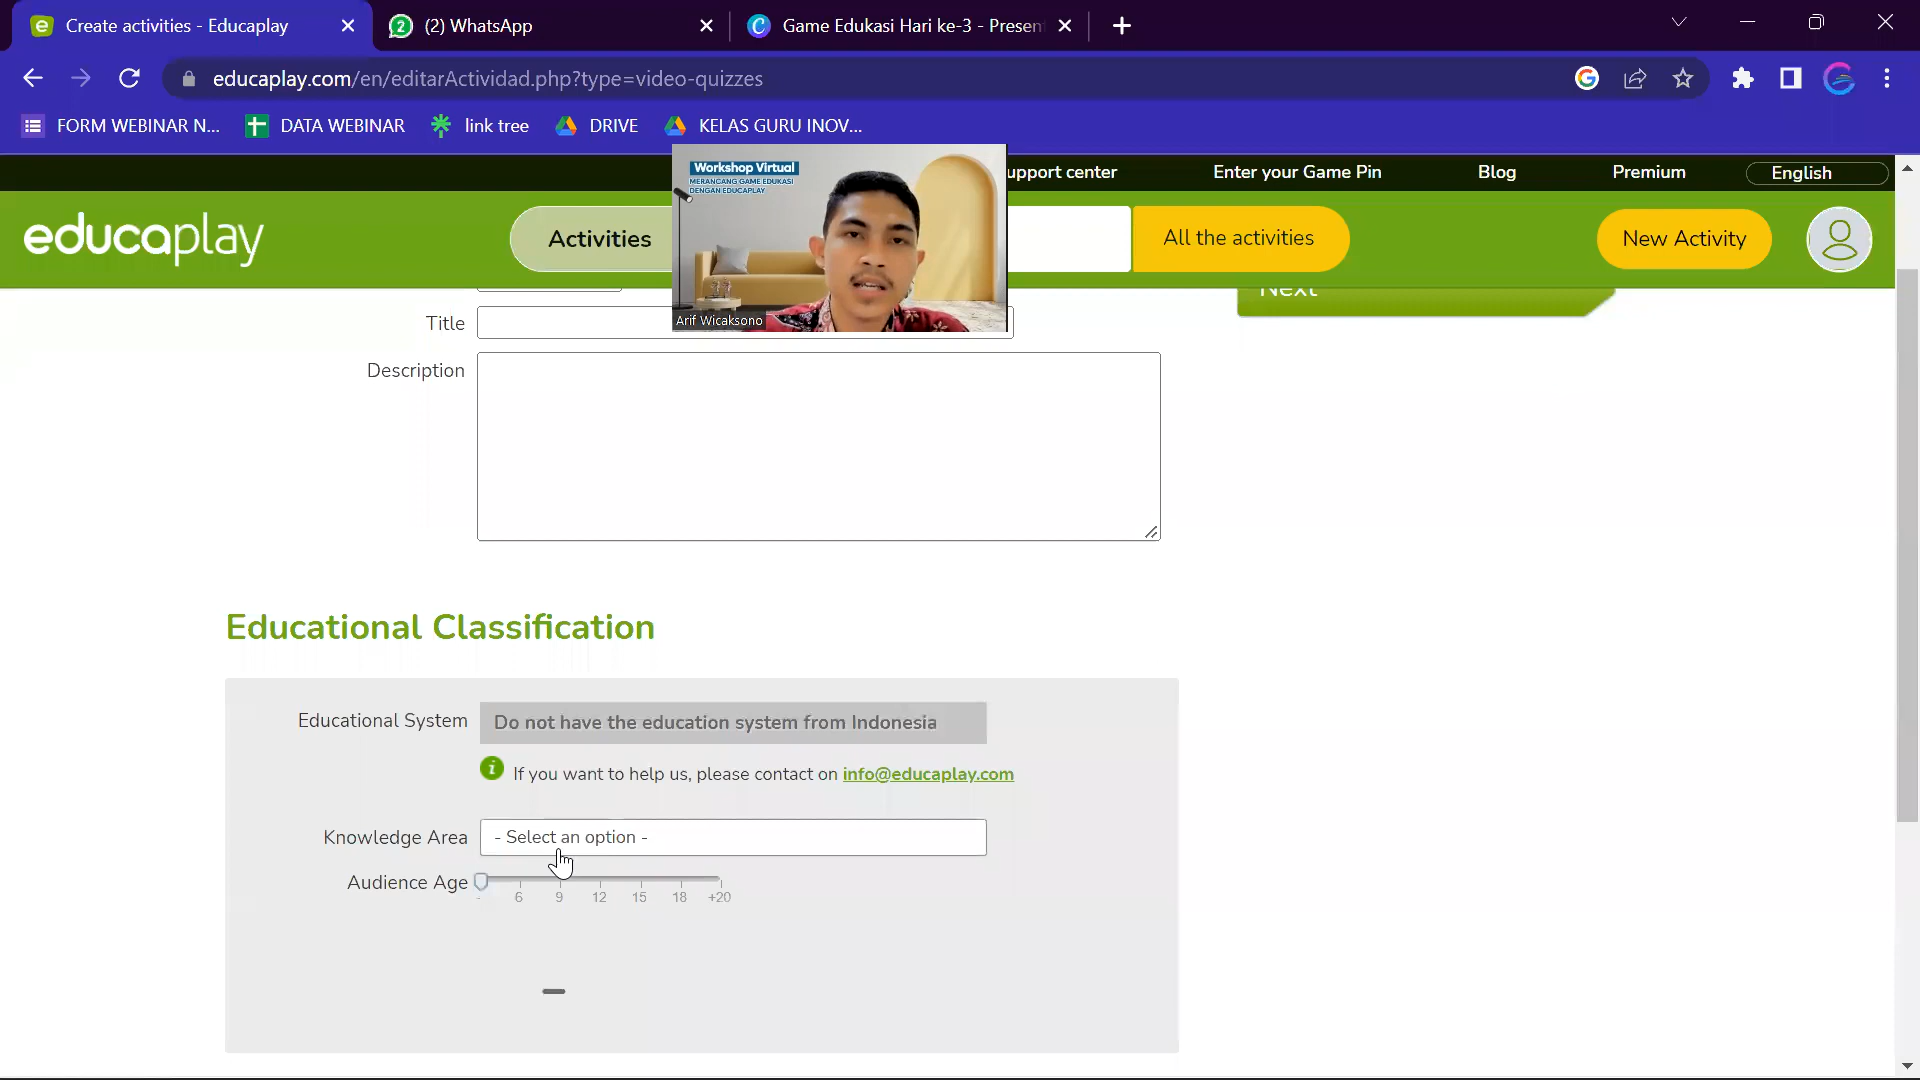 Create activities - Educaplay
(2) WhatsApp
Game Edukasi Hari ke-3 - Presen
educaplay.com/en/editarActividad.php?type=video-quizzes
FORM WEBINAR N...
DATA WEBINAR
link tree
DRIVE
KELAS GURU INOV...
upport center
Enter your Game Pin
Blog
Premium
English
educaplay
Activities
All the activities
New Activity
Workshop Virtual
MERANCANG GAME EDUKASI
DENGAN EDUCAPLAY
Arif Wicaksono
Next
Title
Description
Educational Classification
Educational System
Do not have the education system from Indonesia
If you want to help us, please contact on info@educaplay.com
Knowledge Area
- Select an option -
Audience Age
- 6 9 12 15 18 +20